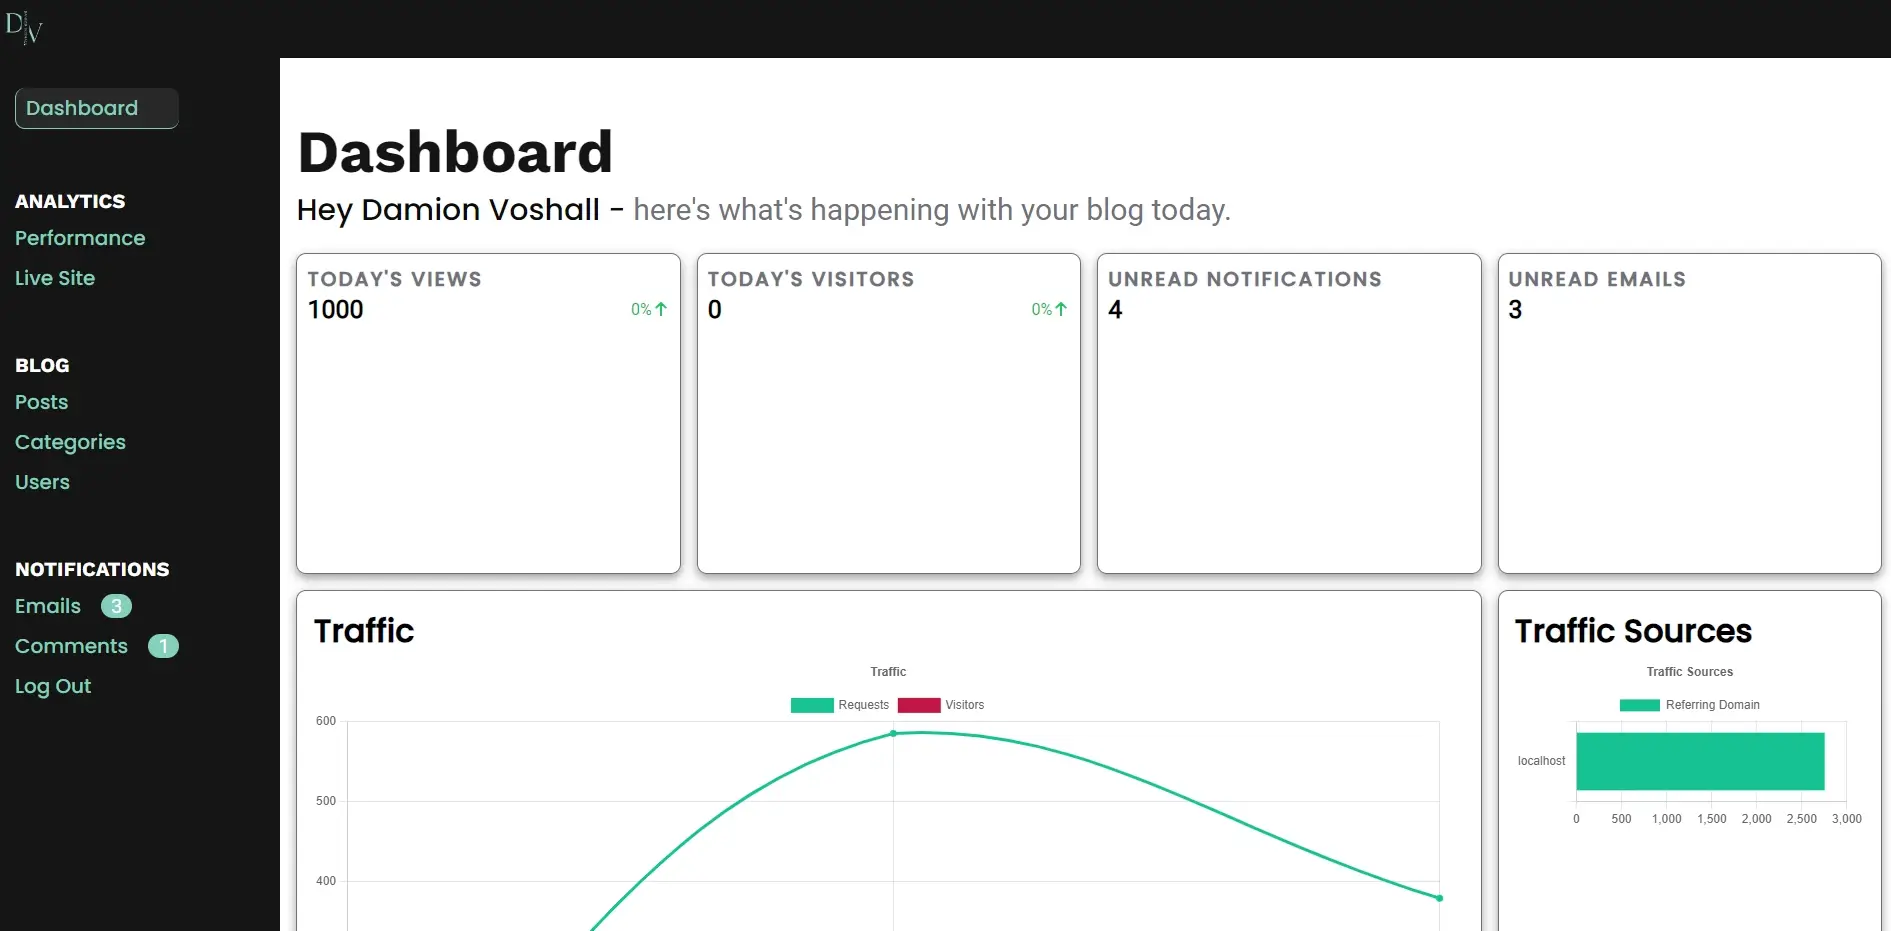 DV
Dashboard
ANALYTICS
Performance
Live Site
BLOG
Posts
Categories
Users
NOTIFICATIONS
Emails 3
Comments 1
Log Out
Dashboard
Hey Damion Voshall - here's what's happening with your blog today.
TODAY'S VIEWS
1000 0%
TODAY'S VISITORS
0 0%
UNREAD NOTIFICATIONS
4
UNREAD EMAILS
3
Traffic
Traffic
Requests Visitors
600
500
400
Traffic Sources
Traffic Sources
Referring Domain
localhost
0 500 1,000 1,500 2,000 2,500 3,000